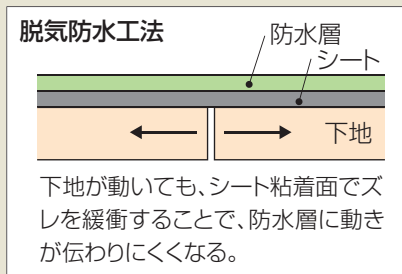 脱気防水工法
防水層
シート
下地
下地が動いても、シート粘着面でズ
レを緩衝することで、防水層に動き
が伝わりにくくなる。